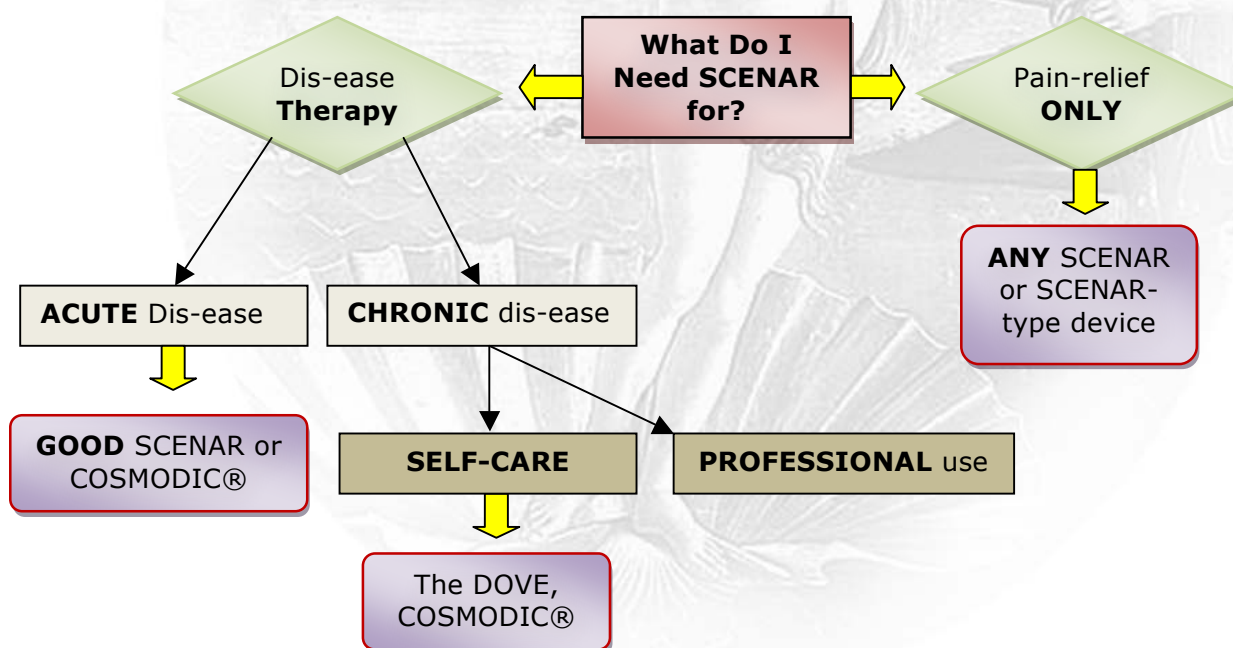 What Do I
Need SCENAR
for?
Dis-ease
Therapy
Pain-relief
ONLY
ACUTE Dis-ease
CHRONIC dis-ease
ANY SCENAR
or SCENAR-
type device
GOOD SCENAR or
COSMODIC®
SELF-CARE
PROFESSIONAL use
The DOVE,
COSMODIC®